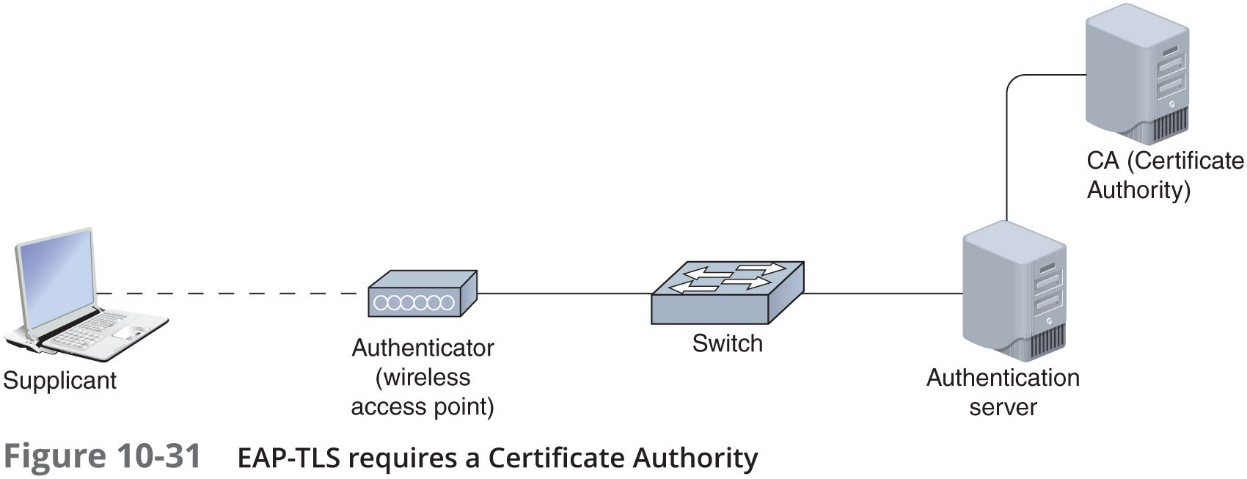 CA (Certificate
Authority)
Supplicant
Authenticator
(wireless
access point)
Switch
Authentication
server
Figure 10-31 EAP-TLS requires a Certificate Authority